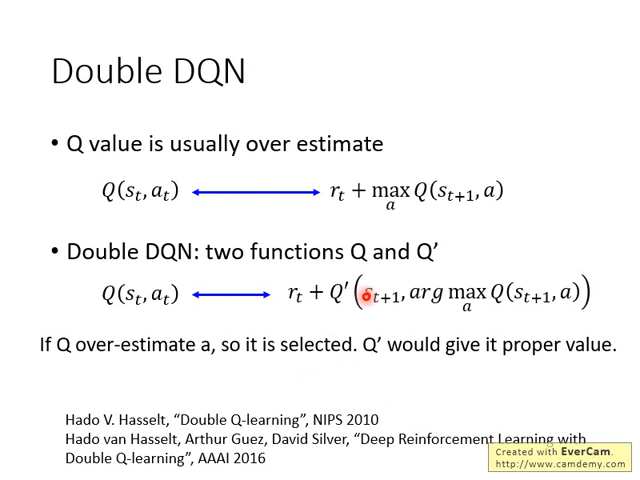 Double DQN
• Q value is usually over estimate
Q(s_t, a_t) ⟷ r_t + max_a Q(s_{t+1}, a)
• Double DQN: two functions Q and Q’
Q(s_t, a_t) ⟷ r_t + Q′(s_{t+1}, arg max_a Q(s_{t+1}, a))
If Q over-estimate a, so it is selected. Q’ would give it proper value.
Hado V. Hasselt, “Double Q-learning”, NIPS 2010
Hado van Hasselt, Arthur Guez, David Silver, “Deep Reinforcement Learning with
Double Q-learning”, AAAI 2016
Created with EverCam.
http://www.camdemy.com